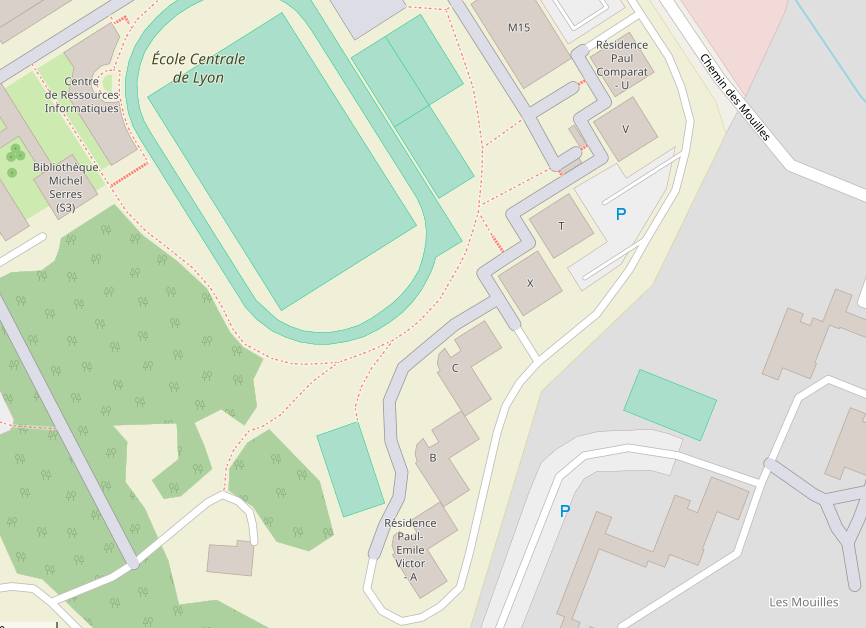 M15
Résidence
Paul
Comparat
- U
École Centrale
de Lyon
Chemin des Mouilles
Centre
de Ressources
Informatiques
V
Bibliothèque
Michel
Serres
(S3)
P
T
X
C
B
P
Résidence
Paul-
Emile
Victor
- A
Les Mouilles